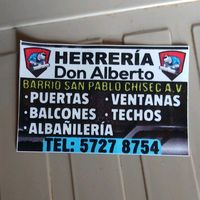 HERRERÍA
Don Alberto
BARRIO SAN PABLO CHISEC A.V
· PUERTAS · VENTANAS
· BALCONES · TECHOS
· ALBAÑILERÍA
TEL: 5727 8754